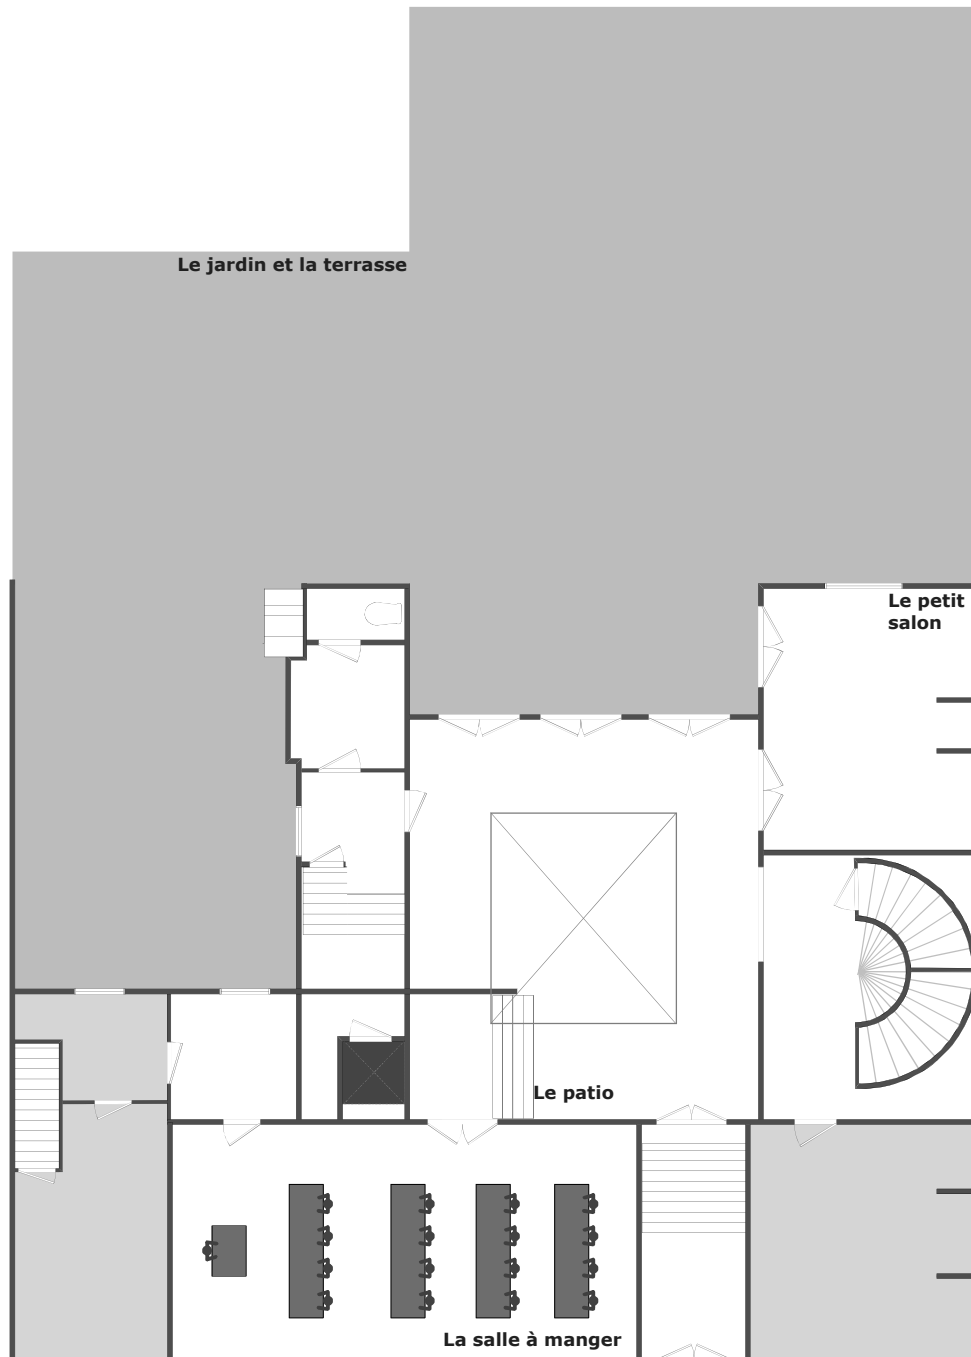 Le jardin et la terrasse
Le petit
salon
Le patio
La salle à manger